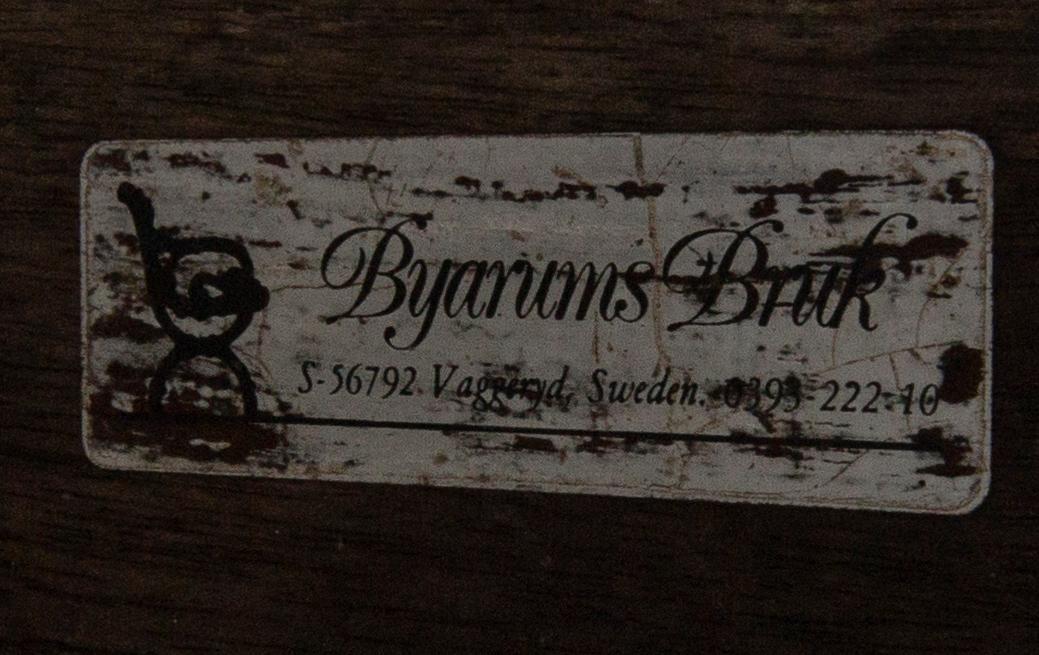 Byarums Bruk
S-56792 Vaggeryd, Sweden. 0393-222-10